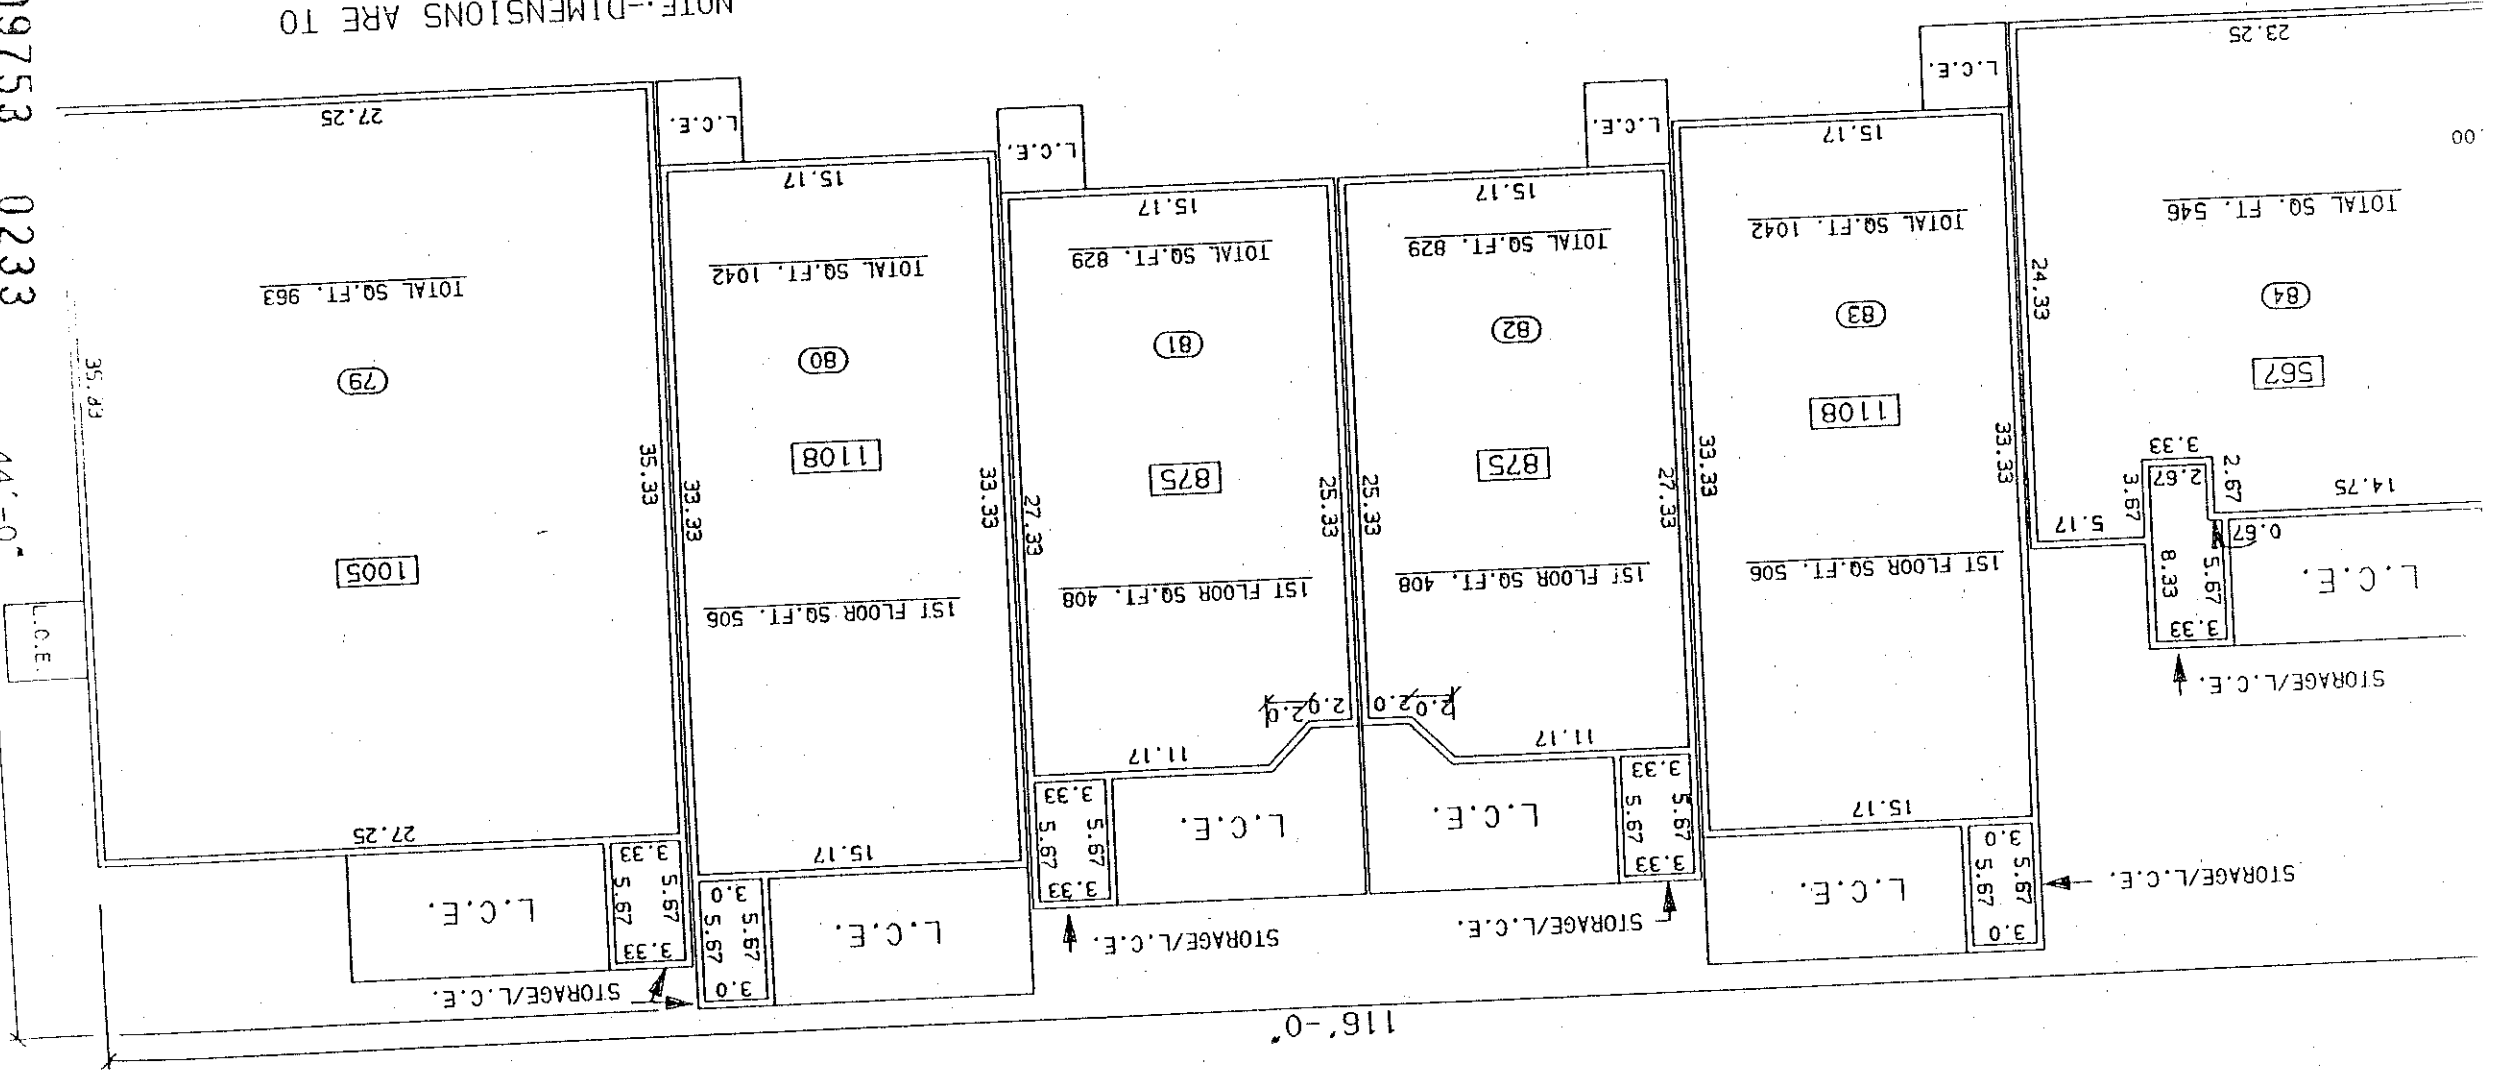 116'-0"
STORAGE/L.C.E.
3.0
5.67 5.67
3.0
L.C.E.
15.17
33.33
33.33
1ST FLOOR SQ.FT. 506
1108
83
TOTAL SQ.FT. 1042
15.17
L.C.E.
STORAGE/L.C.E.
3.33
5.67
8.33
L.C.E.
0.67
5.17
3.67
2.67
2.67
3.33
14.75
24.33
567
84
TOTAL SQ. FT. 546
.00
23.25
L.C.E.
STORAGE/L.C.E.
3.33
5.67 5.67
3.33
L.C.E.
11.17
2.0 2.0
27.33
25.33
1ST FLOOR SQ.FT. 408
875
82
TOTAL SQ.FT. 829
15.17
L.C.E.
STORAGE/L.C.E.
3.33
5.67 5.67
3.33
L.C.E.
11.17
2.0 2.0
25.33
27.33
1ST FLOOR SQ.FT. 408
875
81
TOTAL SQ.FT. 829
15.17
L.C.E.
L.C.E.
3.0
5.67 5.67
3.0
15.17
33.33
33.33
1ST FLOOR SQ.FT. 506
1108
80
TOTAL SQ.FT. 1042
15.17
L.C.E.
STORAGE/L.C.E.
3.33
5.67 5.67
3.33
L.C.E.
27.25
35.33
L.C.E.
44'-0"
1005
79
TOTAL SQ.FT. 963
27.25
NOTE:-DIMENSIONS ARE TO
9753 0233